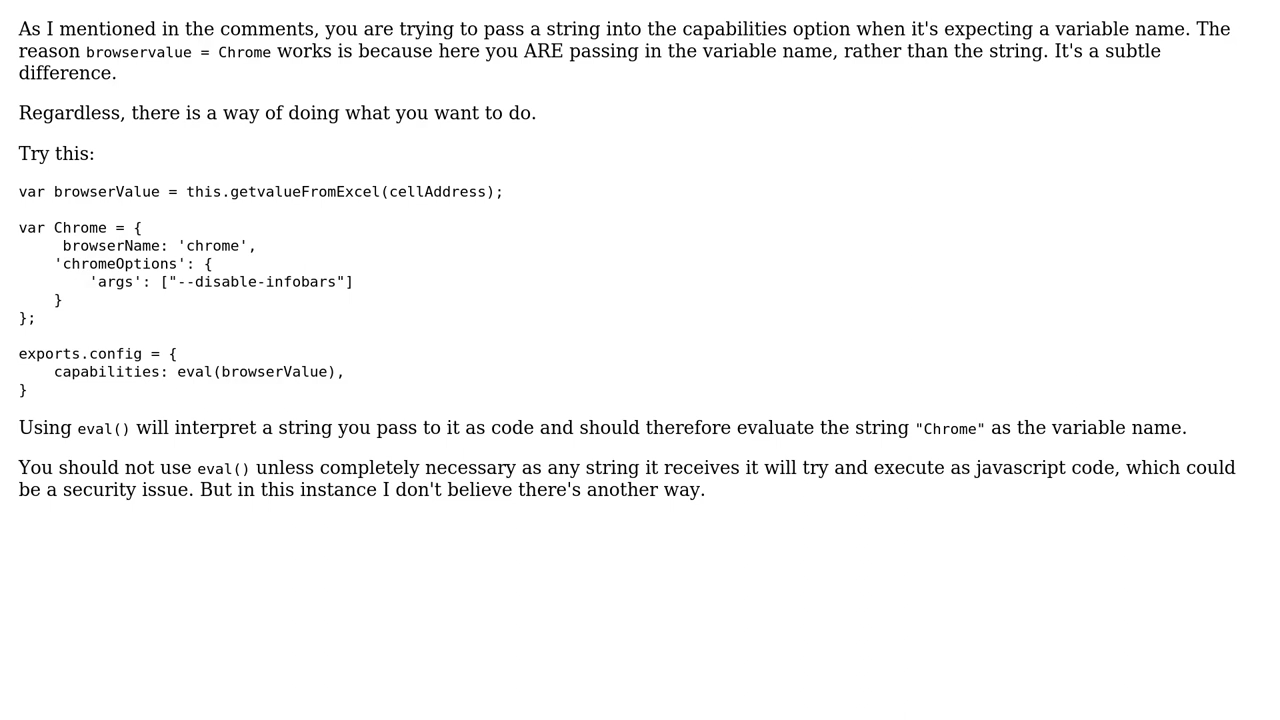 As I mentioned in the comments, you are trying to pass a string into the capabilities option when it's expecting a variable name. The
reason browservalue = Chrome works is because here you ARE passing in the variable name, rather than the string. It's a subtle
difference.
Regardless, there is a way of doing what you want to do.
Try this:
var browserValue = this.getvalueFromExcel(cellAddress);
var Chrome = {
     browserName: 'chrome',
    'chromeOptions': {
        'args': ["--disable-infobars"]
    }
};
exports.config = {
    capabilities: eval(browserValue),
}
Using eval() will interpret a string you pass to it as code and should therefore evaluate the string "Chrome" as the variable name.
You should not use eval() unless completely necessary as any string it receives it will try and execute as javascript code, which could
be a security issue. But in this instance I don't believe there's another way.